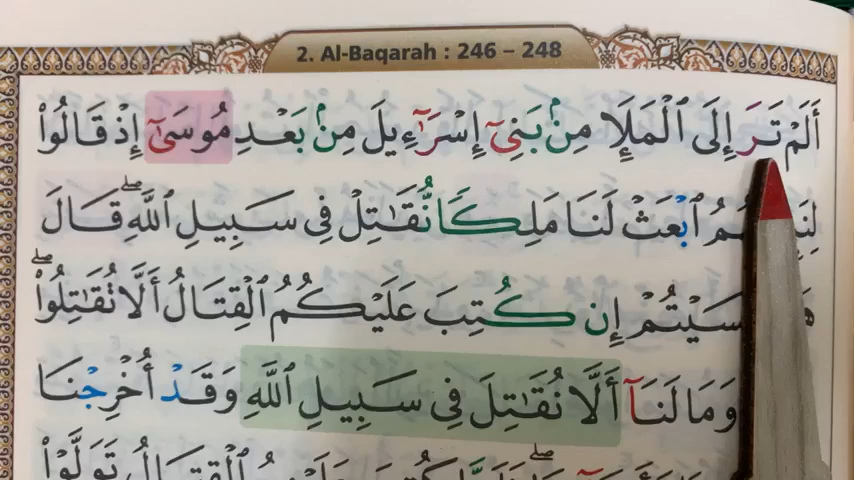 2. Al-Baqarah : 246 – 248
أَلَمْ تَرَ إِلَى ٱلْمَلَإِ مِنۢ بَنِىٓ إِسْرَٰٓءِيلَ مِنۢ بَعْدِ مُوسَىٰٓ إِذْ قَالُوا۟
ٱبْعَثْ لَنَا مَلِكًا نُّقَٰتِلْ فِى سَبِيلِ ٱللَّهِ ۖ قَالَ
إِن كُتِبَ عَلَيْكُمُ ٱلْقِتَالُ أَلَّا تُقَٰتِلُوا۟ ۖ
وَمَا لَنَآ أَلَّا نُقَٰتِلَ فِى سَبِيلِ ٱللَّهِ وَقَدْ أُخْرِجْنَا